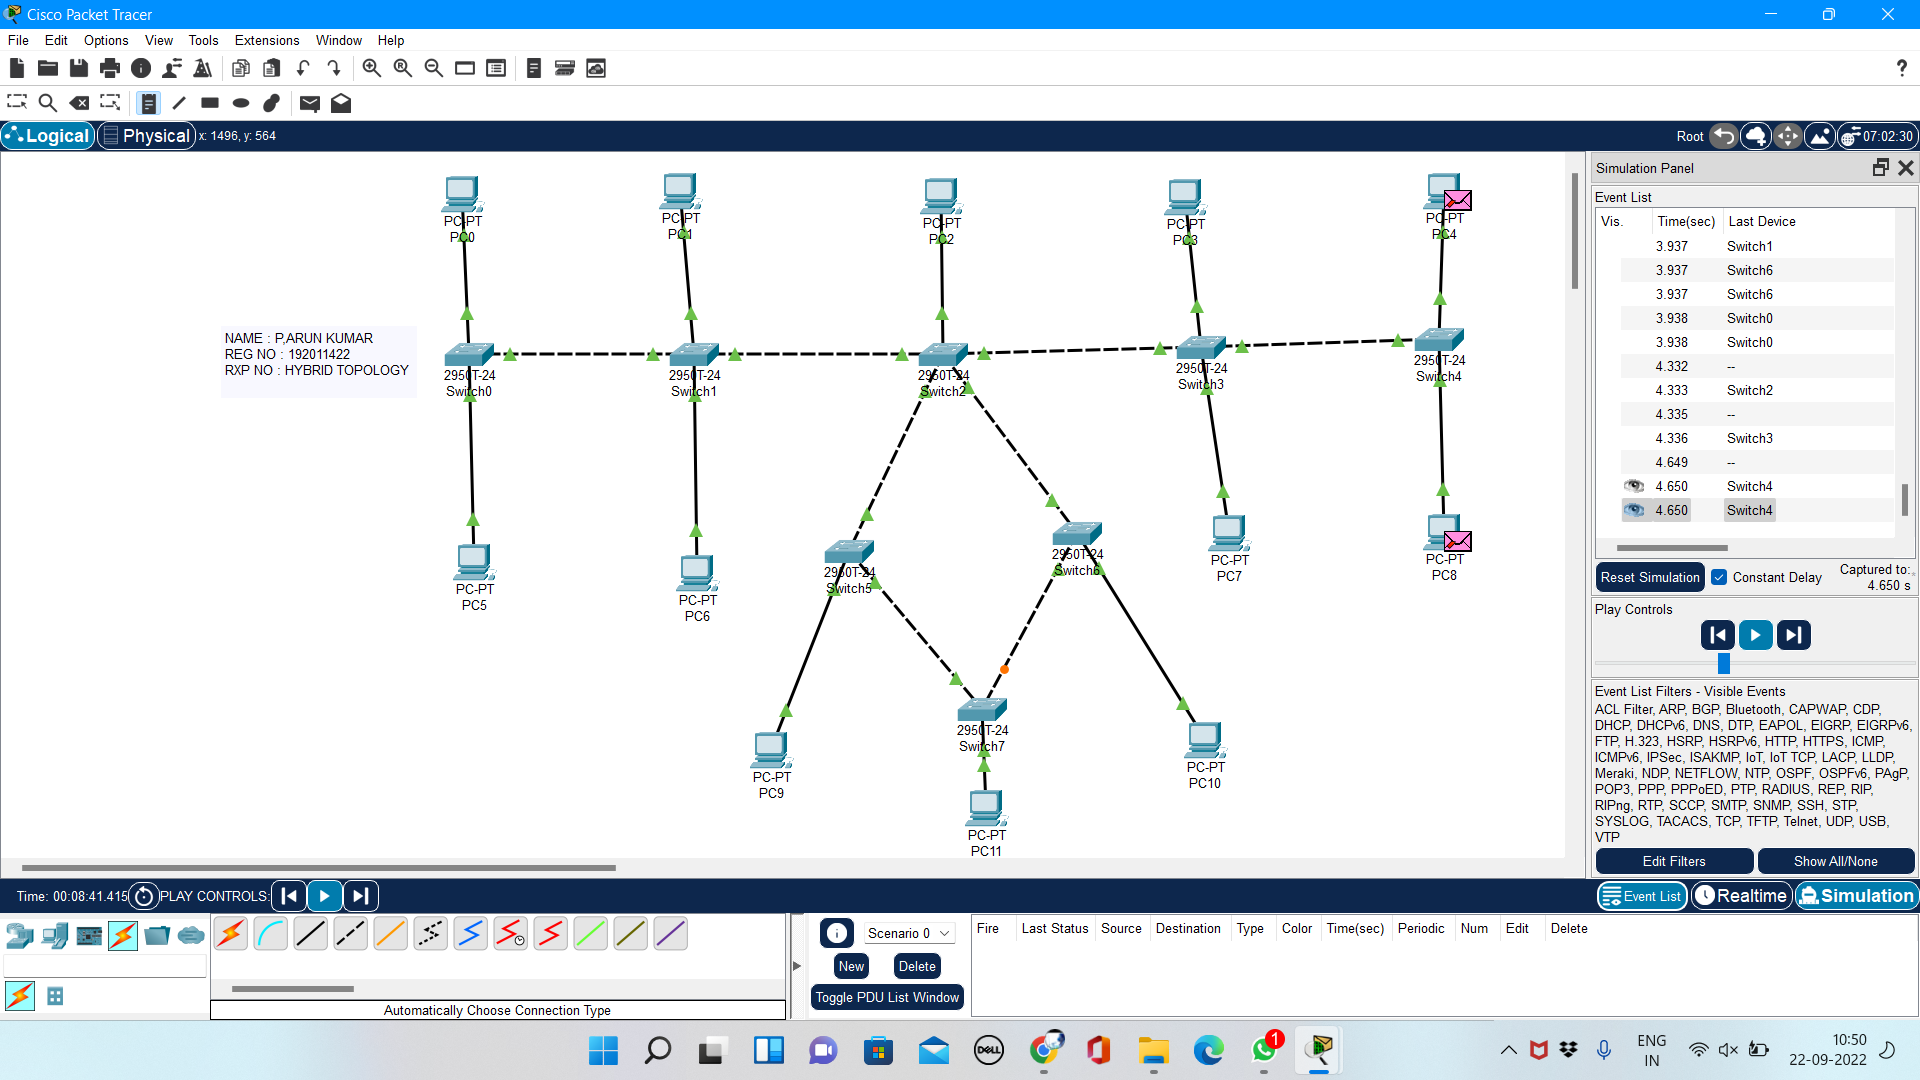 Cisco Packet Tracer
File Edit Options View Tools Extensions Window Help
?
Logical Physical x: 1496, y: 564
Root 07:02:30
PC-PT
PC0
PC-PT
PC1
PC-PT
PC2
PC-PT
PC3
PC-PT
PC4
NAME : P,ARUN KUMAR
REG NO : 192011422
RXP NO : HYBRID TOPOLOGY
2950T-24
Switch0
2950T-24
Switch1
2950T-24
Switch2
2950T-24
Switch3
2950T-24
Switch4
PC-PT
PC5
PC-PT
PC6
2950T-24
Switch5
2950T-24
Switch6
PC-PT
PC7
PC-PT
PC8
2950T-24
Switch7
PC-PT
PC9
PC-PT
PC10
PC-PT
PC11
Simulation Panel
Event List
Vis. Time(sec) Last Device
3.937 Switch1
3.937 Switch6
3.937 Switch6
3.938 Switch0
3.938 Switch0
4.332 --
4.333 Switch2
4.335 --
4.336 Switch3
4.649 --
4.650 Switch4
4.650 Switch4
Reset Simulation Constant Delay Captured to:
4.650 s
Play Controls
Event List Filters - Visible Events
ACL Filter, ARP, BGP, Bluetooth, CAPWAP, CDP,
DHCP, DHCPv6, DNS, DTP, EAPOL, EIGRP, EIGRPv6,
FTP, H.323, HSRP, HSRPv6, HTTP, HTTPS, ICMP,
ICMPv6, IPSec, ISAKMP, IoT, IoT TCP, LACP, LLDP,
Meraki, NDP, NETFLOW, NTP, OSPF, OSPFv6, PAgP,
POP3, PPP, PPPoED, PTP, RADIUS, REP, RIP,
RIPng, RTP, SCCP, SMTP, SNMP, SSH, STP,
SYSLOG, TACACS, TCP, TFTP, Telnet, UDP, USB,
VTP
Edit Filters Show All/None
Time: 00:08:41.415 PLAY CONTROLS:
Event List Realtime Simulation
Automatically Choose Connection Type
Scenario 0
New Delete
Toggle PDU List Window
Fire Last Status Source Destination Type Color Time(sec) Periodic Num Edit Delete
DELL
1
ENG
IN
10:50
22-09-2022